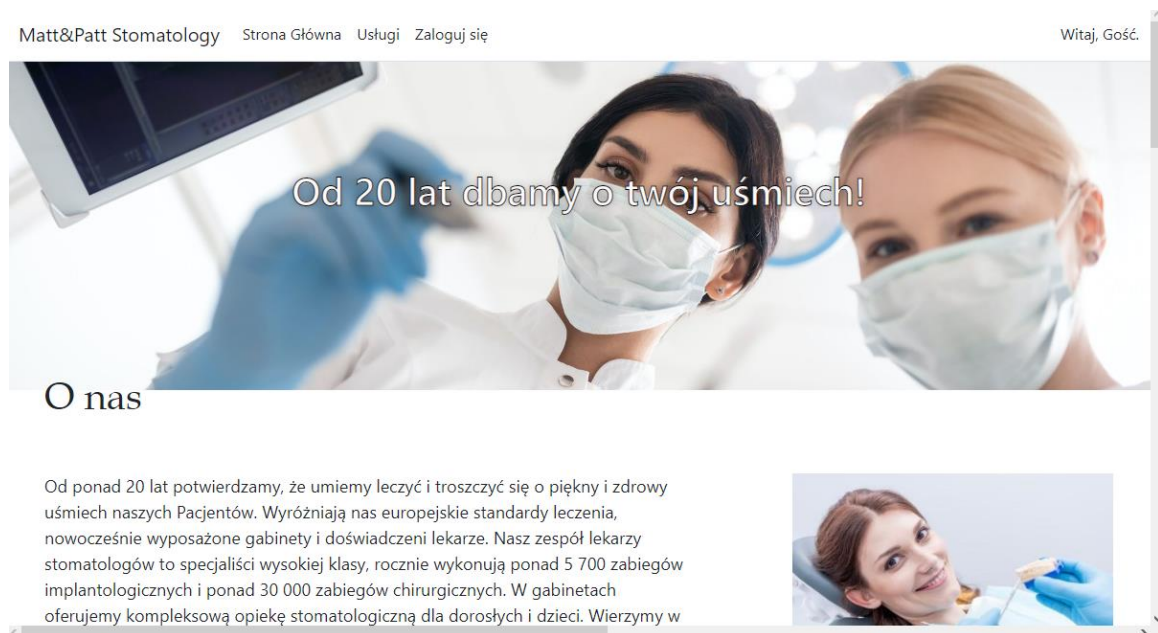 Matt&Patt Stomatology Strona Główna Usługi Zaloguj się Witaj, Gość.
Od 20 lat dbamy o twój uśmiech!
O nas
Od ponad 20 lat potwierdzamy, że umiemy leczyć i troszczyć się o piękny i zdrowy
uśmiech naszych Pacjentów. Wyróżniają nas europejskie standardy leczenia,
nowocześnie wyposażone gabinety i doświadczeni lekarze. Nasz zespół lekarzy
stomatologów to specjaliści wysokiej klasy, rocznie wykonują ponad 5 700 zabiegów
implantologicznych i ponad 30 000 zabiegów chirurgicznych. W gabinetach
oferujemy kompleksową opiekę stomatologiczną dla dorosłych i dzieci. Wierzymy w